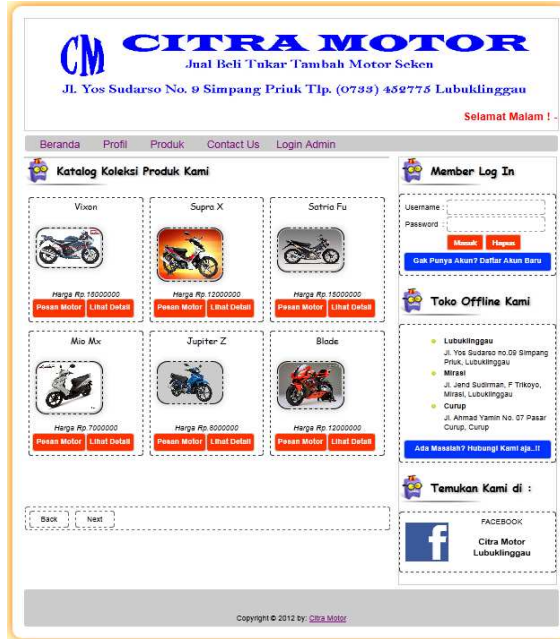 CM CITRA MOTOR
Jual Beli Tukar Tambah Motor Seken
Jl. Yos Sudarso No. 9 Simpang Priuk Tlp. (0733) 452775 Lubuklinggau
Selamat Malam ! -
Beranda Profil Produk Contact Us Login Admin
Katalog Koleksi Produk Kami
Vixon Supra X Satria Fu
Harga Rp.18000000 Harga Rp.12000000 Harga Rp.15000000
Pesan Motor Lihat Detail Pesan Motor Lihat Detail Pesan Motor Lihat Detail
Mio Mx Jupiter Z Blade
Harga Rp.7000000 Harga Rp.8000000 Harga Rp.12000000
Pesan Motor Lihat Detail Pesan Motor Lihat Detail Pesan Motor Lihat Detail
Back Next
Member Log In
Username :
Password :
Masuk Hapus
Gak Punya Akun? Daftar Akun Baru
Toko Offline Kami
Lubuklinggau
Jl. Yos Sudarso no.09 Simpang
Priuk, Lubuklinggau
Mirasi
Jl. Jend Sudirman, F Trikoyo,
Mirasi, Lubuklinggau
Curup
Jl. Ahmad Yamin No. 07 Pasar
Curup, Curup
Ada Masalah? Hubungi Kami aja..!!
Temukan Kami di :
f
FACEBOOK
Citra Motor
Lubuklinggau
Copyright © 2012 by: Citra Motor